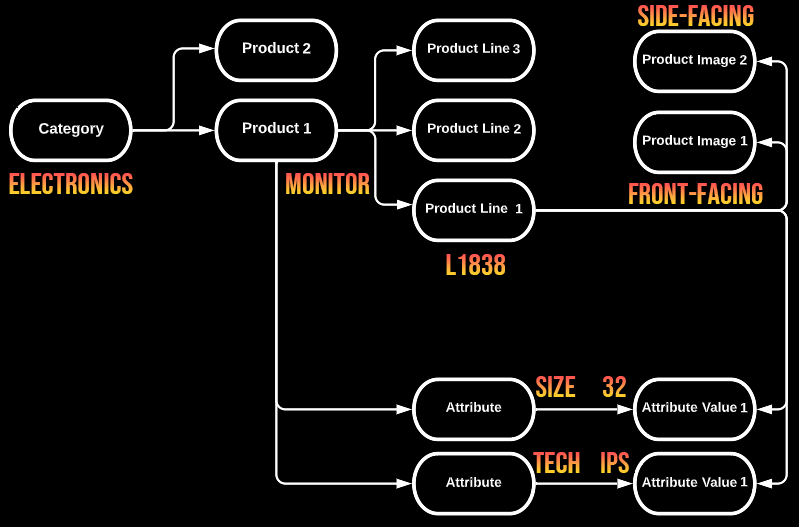 SIDE-FACING
Product 2
Product Line 3
Product Image 2
Category
Product 1
Product Line 2
Product Image 1
ELECTRONICS
MONITOR
FRONT-FACING
Product Line 1
L1838
SIZE 32
Attribute
Attribute Value 1
TECH IPS
Attribute
Attribute Value 1